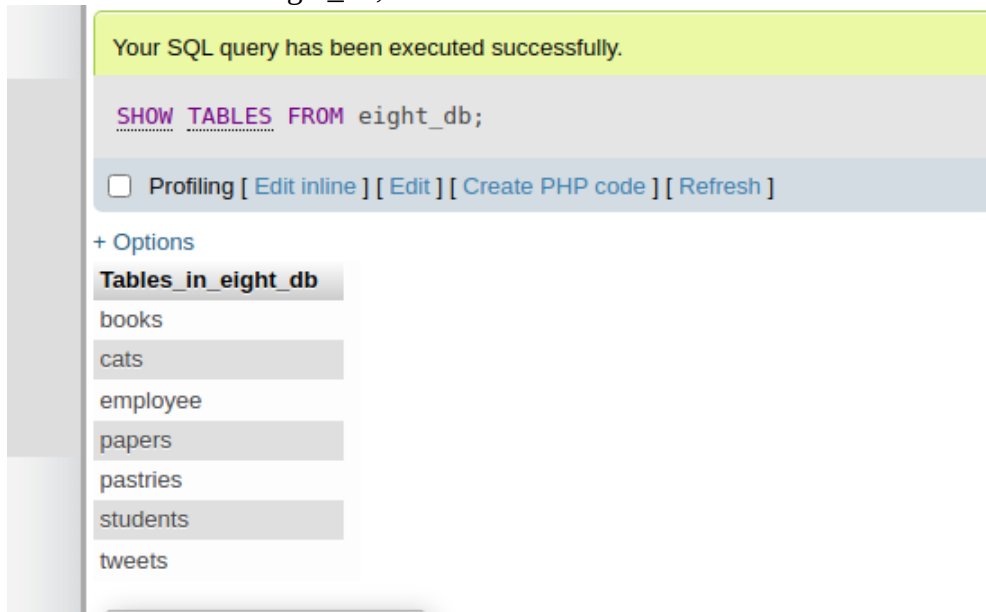 Your SQL query has been executed successfully.
SHOW TABLES FROM eight_db;
Profiling [ Edit inline ] [ Edit ] [ Create PHP code ] [ Refresh ]
+ Options
Tables_in_eight_db
books
cats
employee
papers
pastries
students
tweets